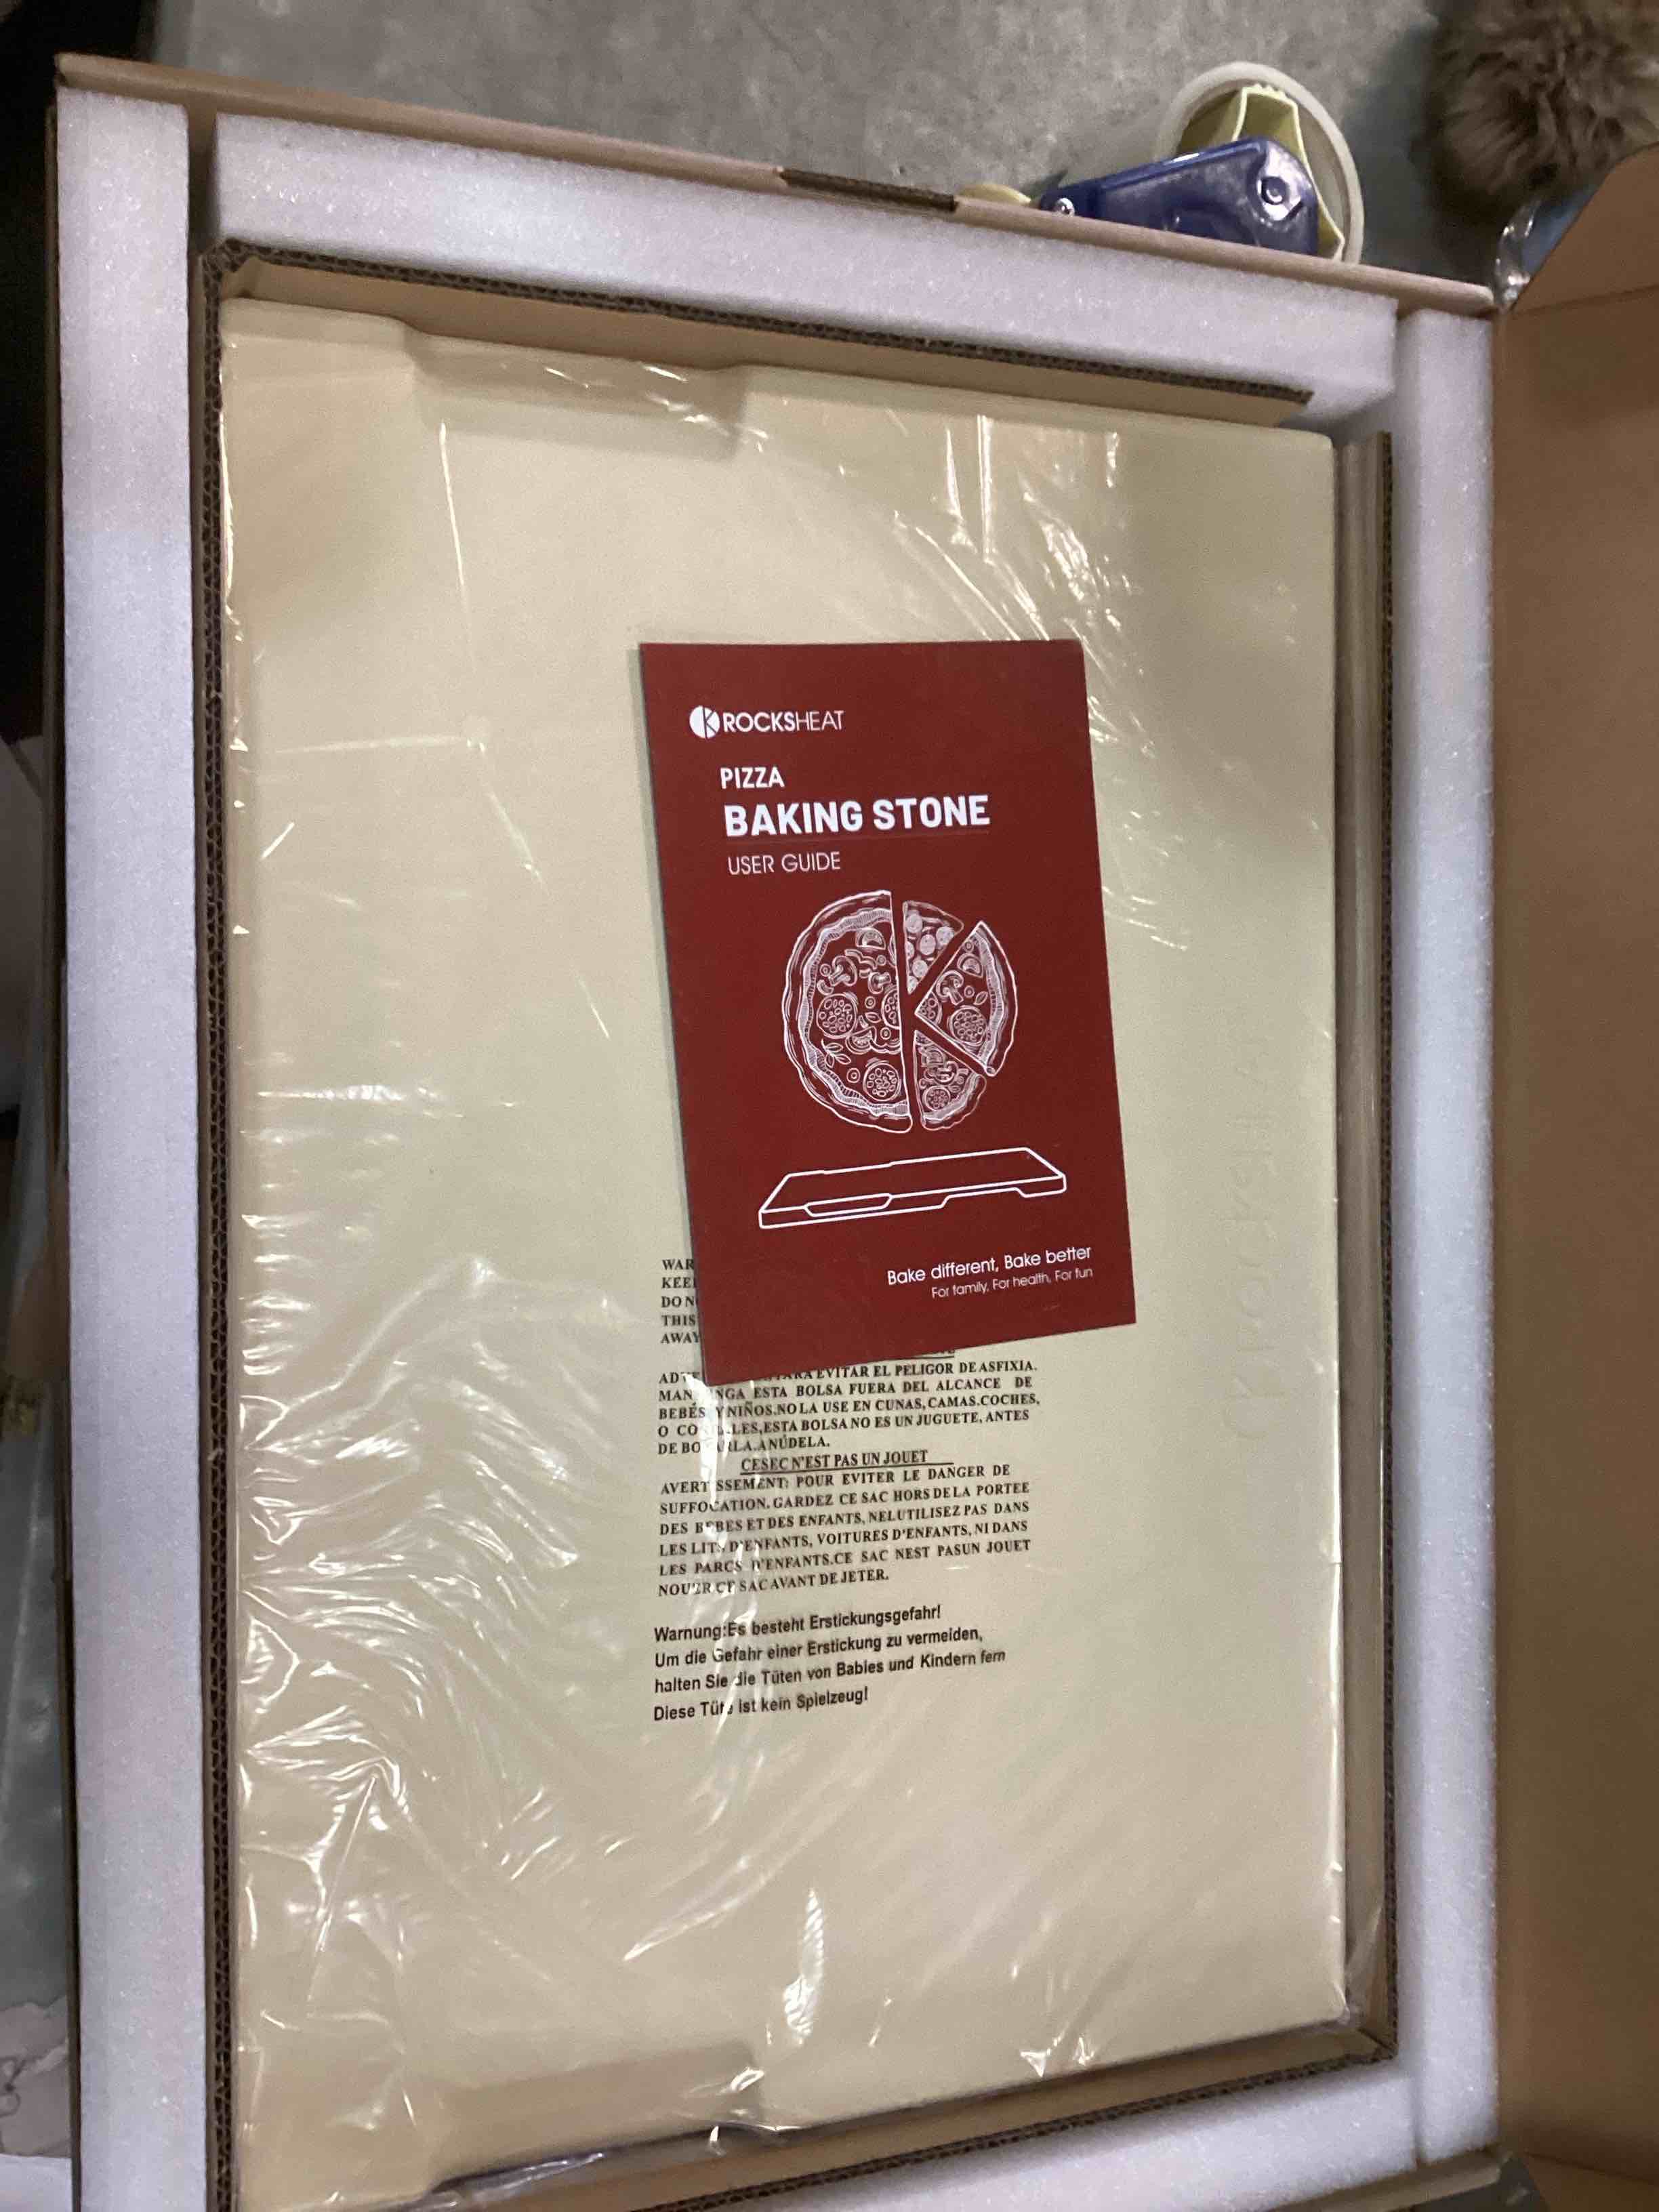 ROCKSHEAT
PIZZA
BAKING STONE
USER GUIDE
Bake different, Bake better
For family, For health, For fun
WAR
KEE
DO N
THIS
AWAY
EVITAR EL PELIGOR DE ASFIXIA.
MAN NGA ESTA BOLSA FUERA DEL ALCANCE DE
BEBÉS Y NIÑOS.NO LA USE EN CUNAS,CAMAS.COCHES,
O CO LES,ESTA BOLSA NO ES UN JUGUETE, ANTES
DE BO RLA.ANÚDELA.
CESEC N'EST PAS UN JOUET
AVERT SSEMENT: POUR EVITER LE DANGER DE
SUFFOCATION. GARDEZ CE SAC HORS DE LA PORTEE
DES BEBES ET DES ENFANTS, NELUTILISEZ PAS DANS
LES LITS D'ENFANTS, VOITURES D'ENFANTS, NI DANS
LES PARCS D'ENFANTS.CE SAC NEST PASUN JOUET
NOUER CE SAC AVANT DE JETER.
Warnung:Es besteht Erstickungsgefahr!
Um die Gefahr einer Erstickung zu vermeiden,
halten Sie die Tüten von Babies und Kindern fern
Diese Tüte ist kein Spielzeug!